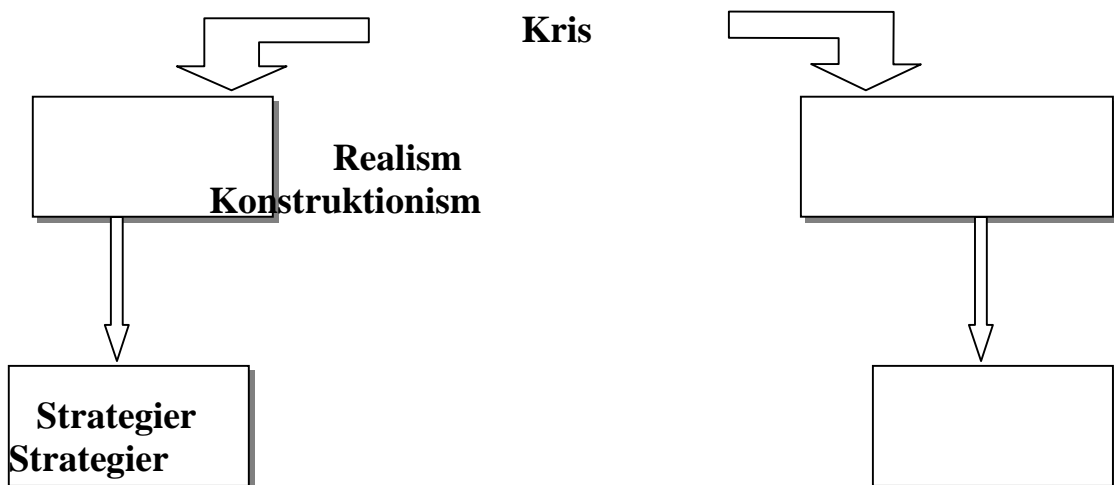 Kris
Realism
Konstruktionism
Strategier
Strategier